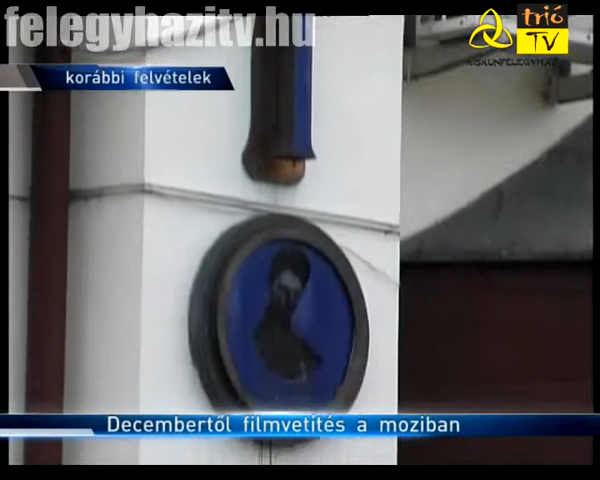 felegyhazitv.hu
trió
TV
KISKUNFÉLEGYHÁZA
korábbi felvételek
Decembertől filmvetítés a moziban